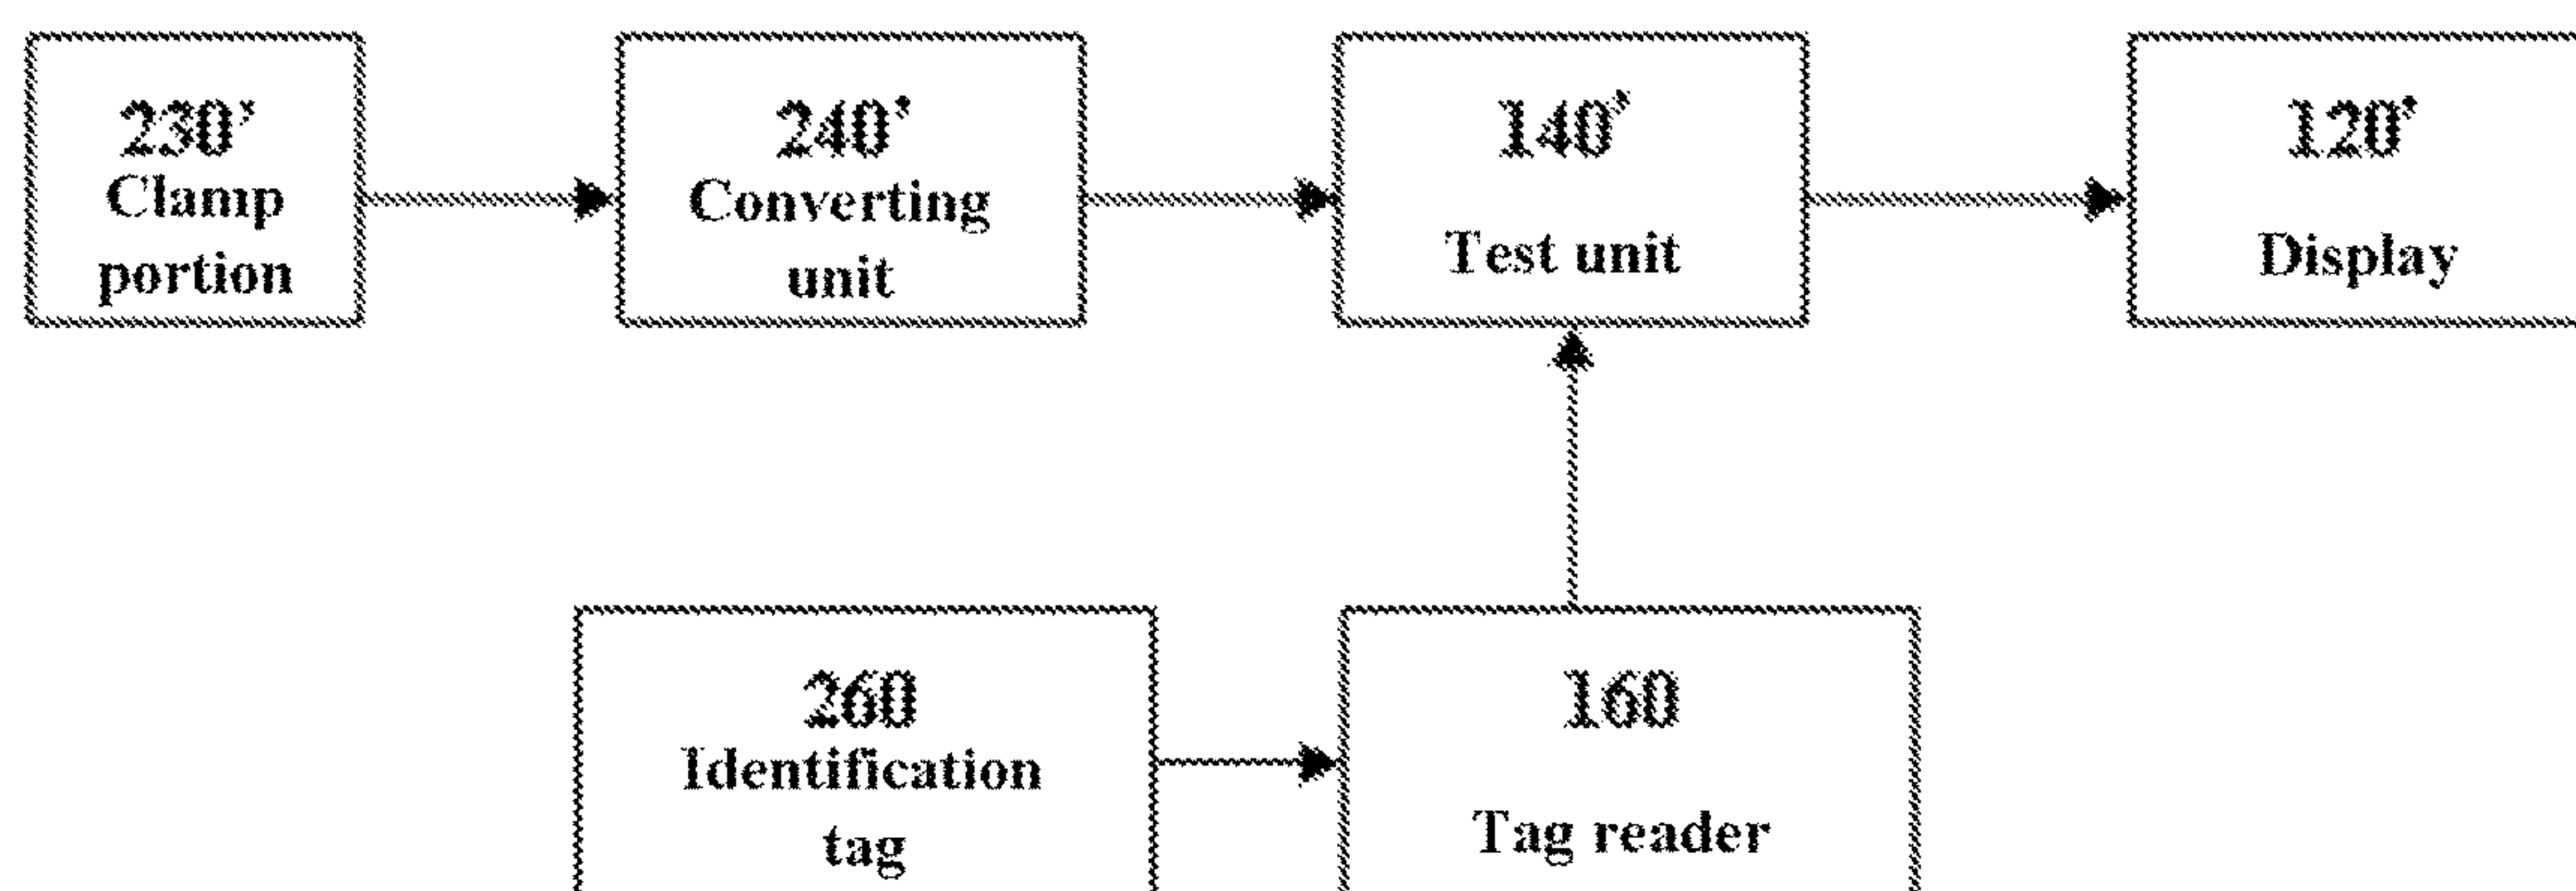 230’
Clamp
portion
240’
Converting
unit
140’
Test unit
120’
Display
260
Identification
tag
160
Tag reader